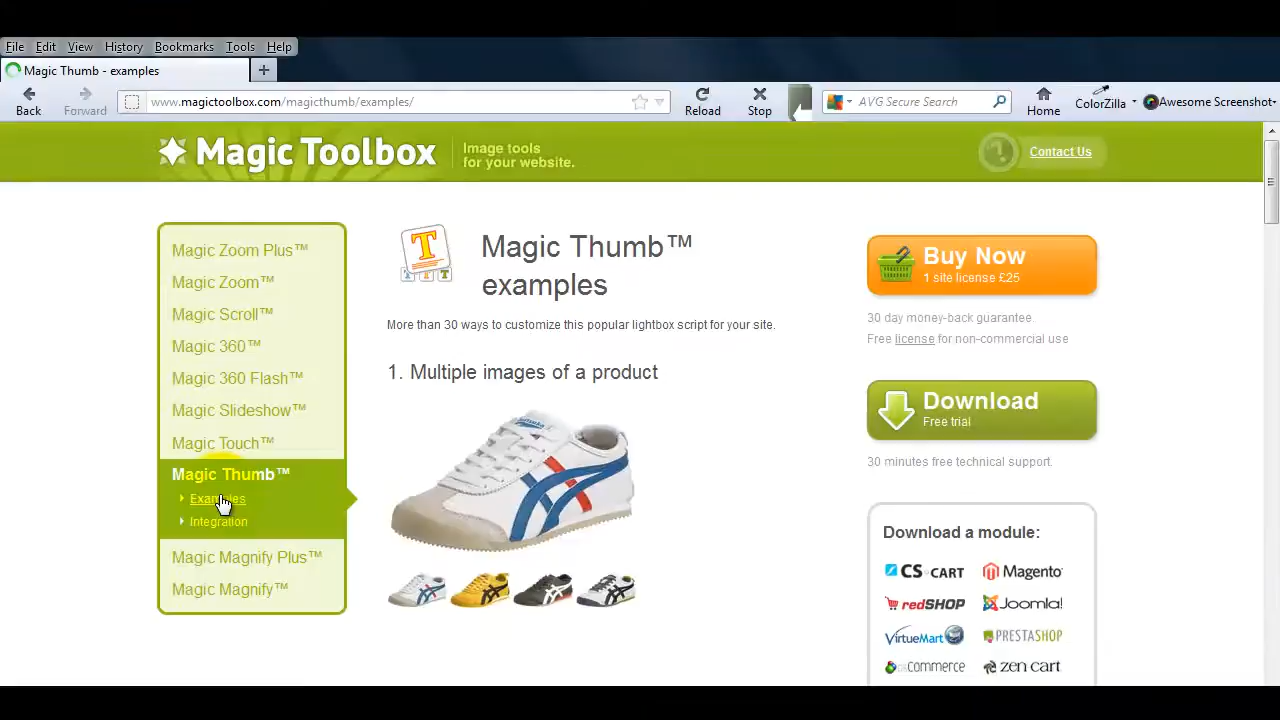 File Edit View History Bookmarks Tools Help
Magic Thumb - examples
Back Forward www.magictoolbox.com/magicthumb/examples/ Reload Stop AVG Secure Search Home ColorZilla Awesome Screenshot
Magic Toolbox
Image tools
for your website.
Contact Us
Magic Zoom Plus™
Magic Zoom™
Magic Scroll™
Magic 360™
Magic 360 Flash™
Magic Slideshow™
Magic Touch™
Magic Thumb™
Examples
Integration
Magic Magnify Plus™
Magic Magnify™
T
Magic Thumb™
examples
More than 30 ways to customize this popular lightbox script for your site.
1. Multiple images of a product
Buy Now
1 site license £25
30 day money-back guarantee.
Free license for non-commercial use
Download
Free trial
30 minutes free technical support.
Download a module:
CS CART Magento
redSHOP Joomla!
VirtueMart PRESTASHOP
Commerce zen cart